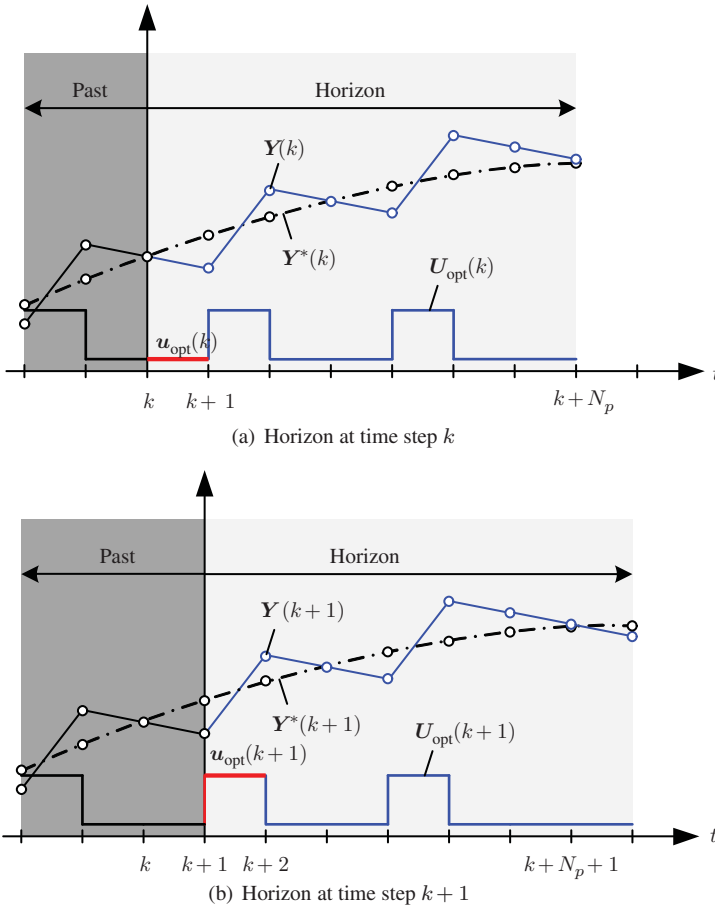 Past Horizon
Y(k)
Y*(k)
U_opt(k)
u_opt(k)
t
k k + 1 k + N_p
(a) Horizon at time step k
Past Horizon
Y(k+1)
Y*(k+1)
U_opt(k+1)
u_opt(k+1)
t
k k + 1 k + 2 k + N_p + 1
(b) Horizon at time step k + 1